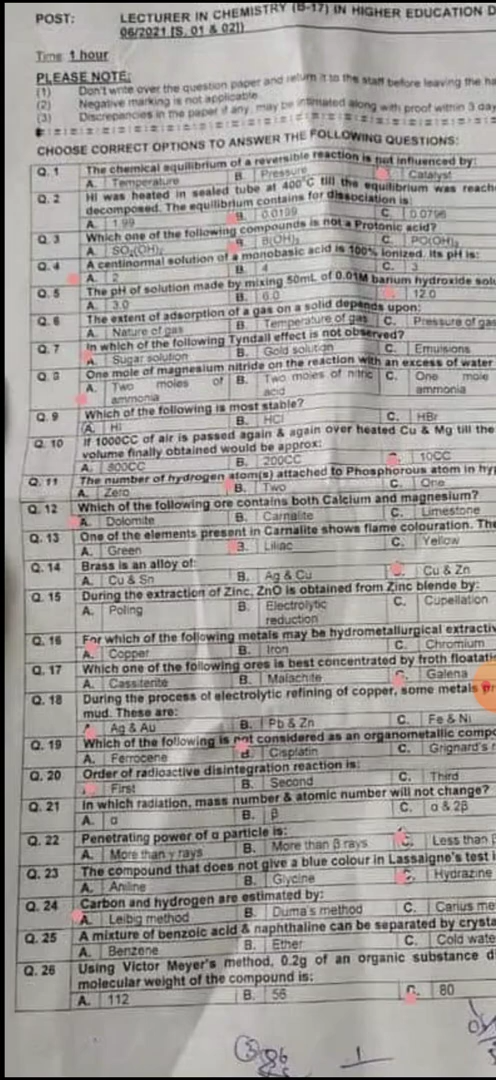 POST: LECTURER IN CHEMISTRY (B-17) IN HIGHER EDUCATION D
06/2021 [S. 01 & 02])
Time: 1 hour
PLEASE NOTE:
(1) Don't write over the question paper and return it to the staff before leaving the ha
(2) Negative marking is not applicable
(3) Discrepancies in the paper if any, may be intimated along with proof within 3 day
CHOOSE CORRECT OPTIONS TO ANSWER THE FOLLOWING QUESTIONS:
Q. 1 The chemical equilibrium of a reversible reaction is not influenced by:
A. Temperature B. Pressure Catalyst
Q. 2 HI was heated in sealed tube at 400°C till the equilibrium was reach
decomposed. The equilibrium contains for dissociation is:
A. 1.99 B. 0.0199 C. 0.0796
Q. 3 Which one of the following compounds is not a Protonic acid?
A. SO₂(OH)₂ B. B(OH)₃ C. PO(OH)₃
Q. 4 A centinormal solution of a monobasic acid is 100% ionized. Its pH is:
A. 2 B. 4 C. 3
Q. 5 The pH of solution made by mixing 50mL of 0.01M barium hydroxide solu
A. 3.0 B. 6.0 12.0
Q. 6 The extent of adsorption of a gas on a solid depends upon:
A. Nature of gas B. Temperature of gas C. Pressure of gas
Q. 7 In which of the following Tyndall effect is not observed?
A. Sugar solution B. Gold solution C. Emulsions
Q. 8 One mole of magnesium nitride on the reaction with an excess of water
A. Two moles of B. Two moles of nitric C. One mole
ammonia acid ammonia
Q. 9 Which of the following is most stable?
A. HI B. HCl C. HBr
Q. 10 If 1000CC of air is passed again & again over heated Cu & Mg till the
volume finally obtained would be approx:
A. 800CC B. 200CC C. 10CC
Q. 11 The number of hydrogen atom(s) attached to Phosphorous atom in hyp
A. Zero B. Two C. One
Q. 12 Which of the following ore contains both Calcium and magnesium?
A. Dolomite B. Carnalite C. Limestone
Q. 13 One of the elements present in Carnalite shows flame colouration. The
A. Green B. Liliac C. Yellow
Q. 14 Brass is an alloy of:
A. Cu & Sn B. Ag & Cu C. Cu & Zn
Q. 15 During the extraction of Zinc, ZnO is obtained from Zinc blende by:
A. Poling B. Electrolytic C. Cupellation
reduction
Q. 16 For which of the following metals may be hydrometallurgical extractiv
A. Copper B. Iron C. Chromium
Q. 17 Which one of the following ores is best concentrated by froth floatati
A. Cassiterite B. Malachite C. Galena
Q. 18 During the process of electrolytic refining of copper, some metals pr
mud. These are:
A. Ag & Au B. Pb & Zn C. Fe & Ni
Q. 19 Which of the following is not considered as an organometallic compo
A. Ferrocene B. Cisplatin C. Grignard's r
Q. 20 Order of radioactive disintegration reaction is:
First B. Second C. Third
Q. 21 In which radiation, mass number & atomic number will not change?
A. α B. β C. α & 2β
Q. 22 Penetrating power of α particle is:
A. More than γ rays B. More than β rays C. Less than β
Q. 23 The compound that does not give a blue colour in Lassaigne's test i
A. Aniline B. Glycine C. Hydrazine
Q. 24 Carbon and hydrogen are estimated by:
A. Leibig method B. Duma's method C. Carius me
Q. 25 A mixture of benzoic acid & naphthaline can be separated by crysta
A. Benzene B. Ether C. Cold wate
Q. 26 Using Victor Meyer's method, 0.2g of an organic substance d
molecular weight of the compound is:
A. 112 B. 56 C. 80